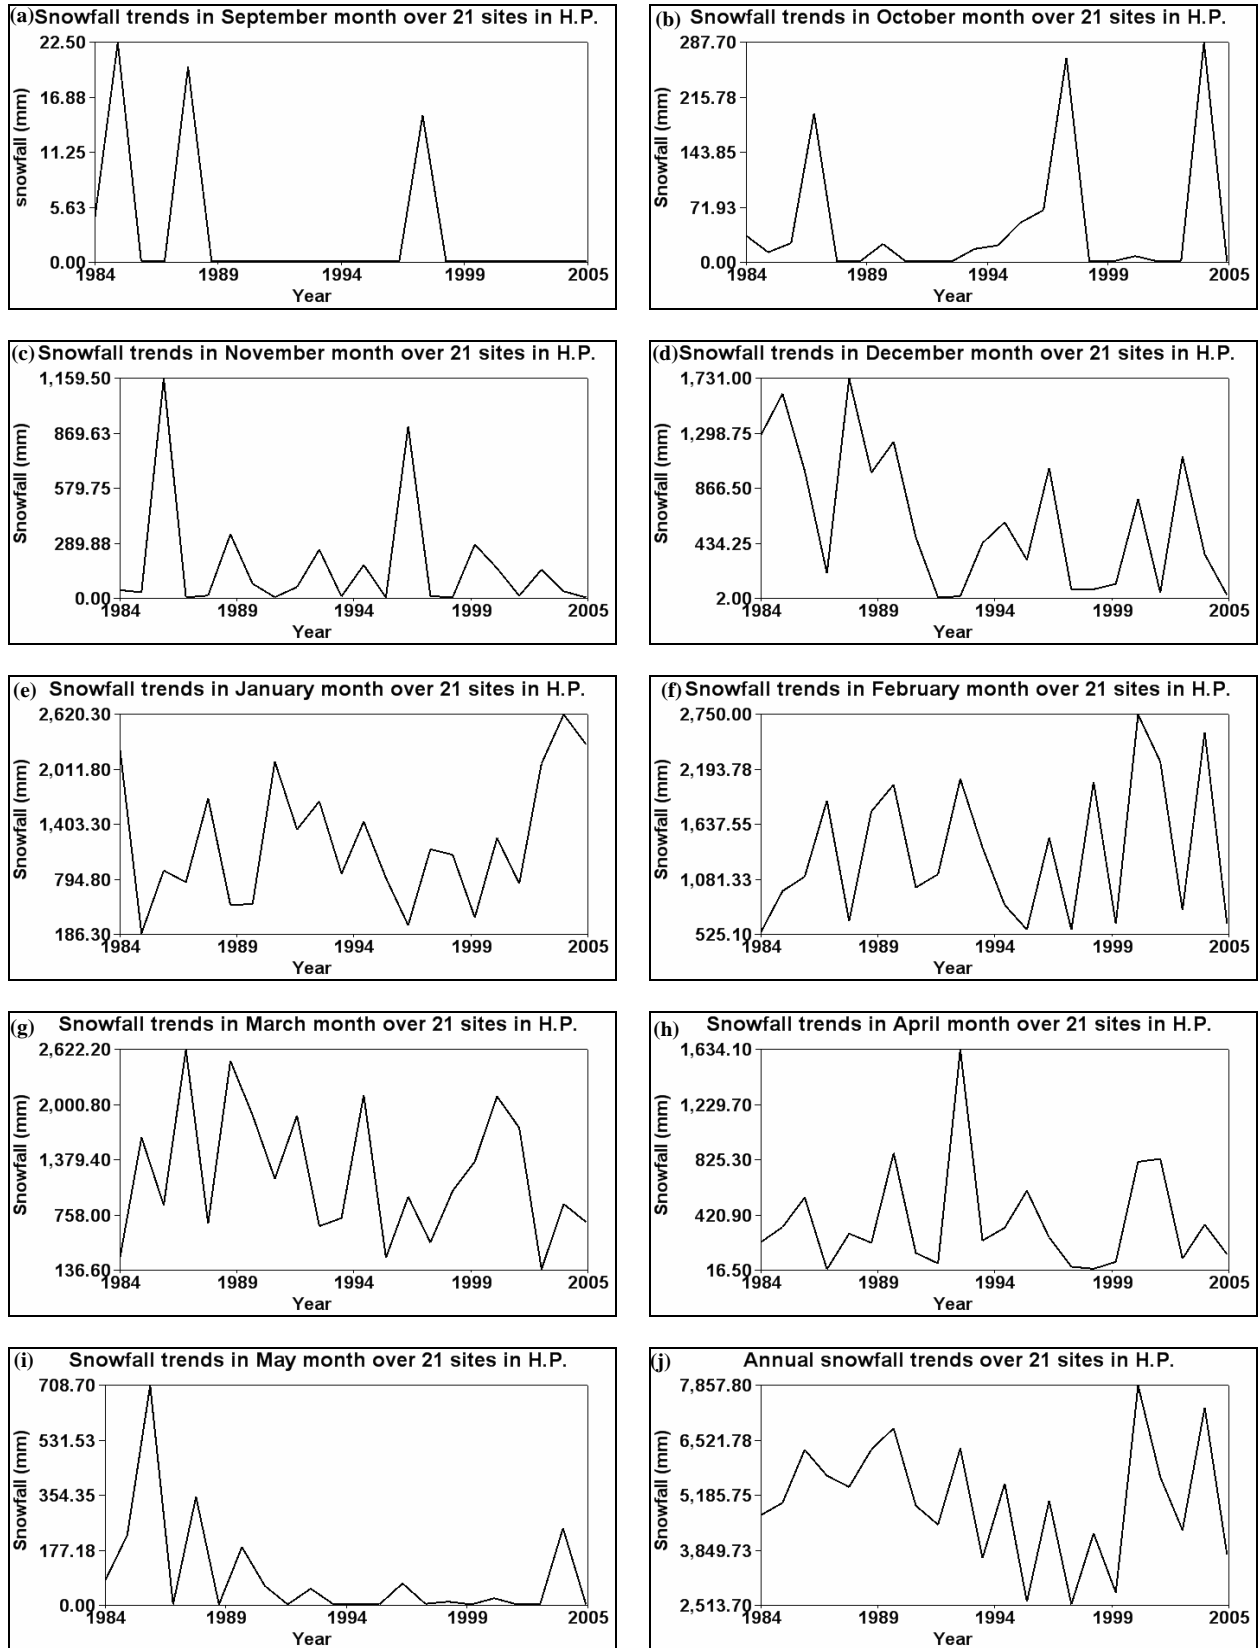 (a) Snowfall trends in September month over 21 sites in H.P.
22.50
16.88
11.25
5.63
0.00
snowfall (mm)
1984 1989 1994 1999 2005
Year
(b) Snowfall trends in October month over 21 sites in H.P.
287.70
215.78
143.85
71.93
0.00
Snowfall (mm)
1984 1989 1994 1999 2005
Year
(c) Snowfall trends in November month over 21 sites in H.P.
1,159.50
869.63
579.75
289.88
0.00
Snowfall (mm)
1984 1989 1994 1999 2005
Year
(d) Snowfall trends in December month over 21 sites in H.P.
1,731.00
1,298.75
866.50
434.25
2.00
Snowfall (mm)
1984 1989 1994 1999 2005
Year
(e) Snowfall trends in January month over 21 sites in H.P.
2,620.30
2,011.80
1,403.30
794.80
186.30
Snowfall (mm)
1984 1989 1994 1999 2005
Year
(f) Snowfall trends in February month over 21 sites in H.P.
2,750.00
2,193.78
1,637.55
1,081.33
525.10
Snowfall (mm)
1984 1989 1994 1999 2005
Year
(g) Snowfall trends in March month over 21 sites in H.P.
2,622.20
2,000.80
1,379.40
758.00
136.60
Snowfall (mm)
1984 1989 1994 1999 2005
Year
(h) Snowfall trends in April month over 21 sites in H.P.
1,634.10
1,229.70
825.30
420.90
16.50
Snowfall (mm)
1984 1989 1994 1999 2005
Year
(i) Snowfall trends in May month over 21 sites in H.P.
708.70
531.53
354.35
177.18
0.00
Snowfall (mm)
1984 1989 1994 1999 2005
Year
(j) Annual snowfall trends over 21 sites in H.P.
7,857.80
6,521.78
5,185.75
3,849.73
2,513.70
Snowfall (mm)
1984 1989 1994 1999 2005
Year